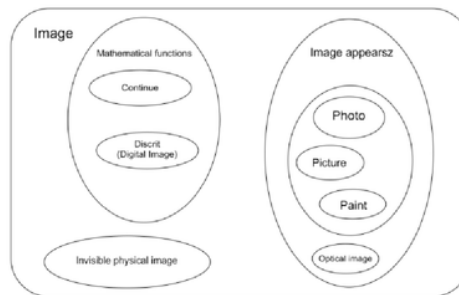 Image
Mathematical functions
Continue
Discrit
(Digital Image)
Invisible physical image
Image appearsz
Photo
Picture
Paint
Optical image